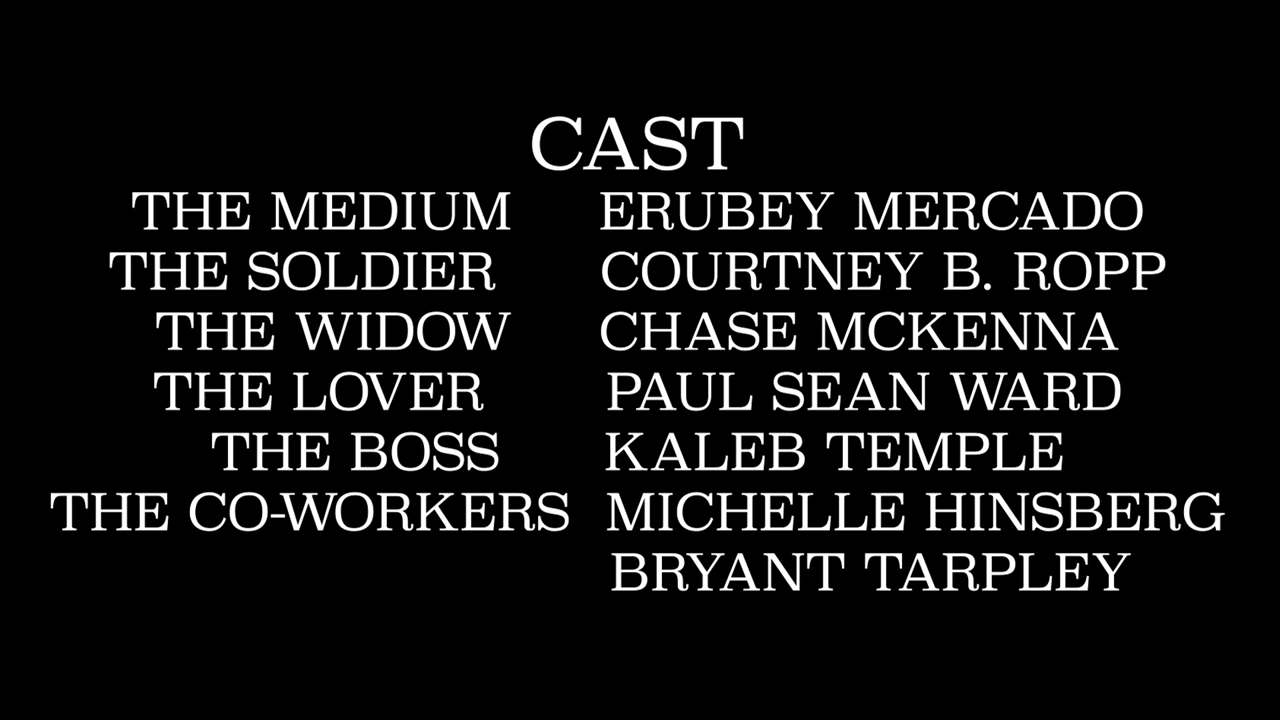 CAST
THE MEDIUM ERUBEY MERCADO
THE SOLDIER COURTNEY B. ROPP
THE WIDOW CHASE MCKENNA
THE LOVER PAUL SEAN WARD
THE BOSS KALEB TEMPLE
THE CO-WORKERS MICHELLE HINSBERG
BRYANT TARPLEY